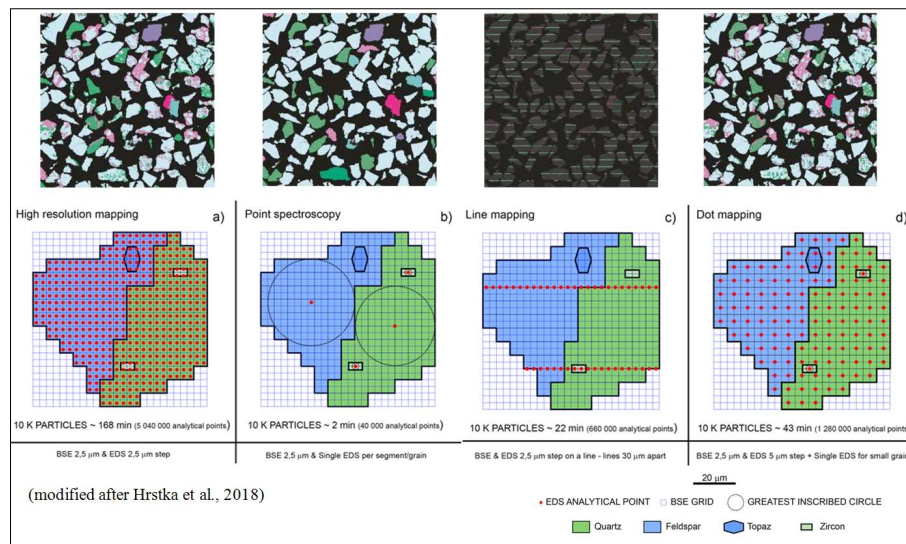 High resolution mapping a)
Point spectroscopy b)
Line mapping c)
Dot mapping d)
10 K PARTICLES ~ 168 min (5 040 000 analytical points)
10 K PARTICLES ~ 2 min (40 000 analytical points)
10 K PARTICLES ~ 22 min (660 000 analytical points)
10 K PARTICLES ~ 43 min (1 280 000 analytical points)
BSE 2,5 µm & EDS 2,5 µm step
BSE 2,5 µm & Single EDS per segment/grain
BSE & EDS 2,5 µm step on a line - lines 30 µm apart
BSE 2,5 µm & EDS 5 µm step + Single EDS for small grain
20 µm
(modified after Hrstka et al., 2018)
EDS ANALYTICAL POINT BSE GRID GREATEST INSCRIBED CIRCLE
Quartz Feldspar Topaz Zircon